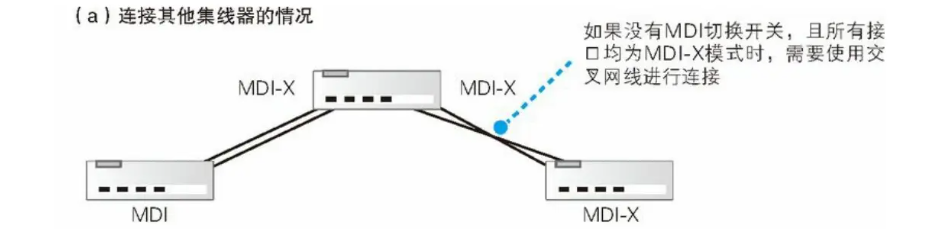 （a）连接其他集线器的情况
如果没有MDI切换开关，且所有接
口均为MDI-X模式时，需要使用交
叉网线进行连接
MDI-X
MDI-X
MDI
MDI-X